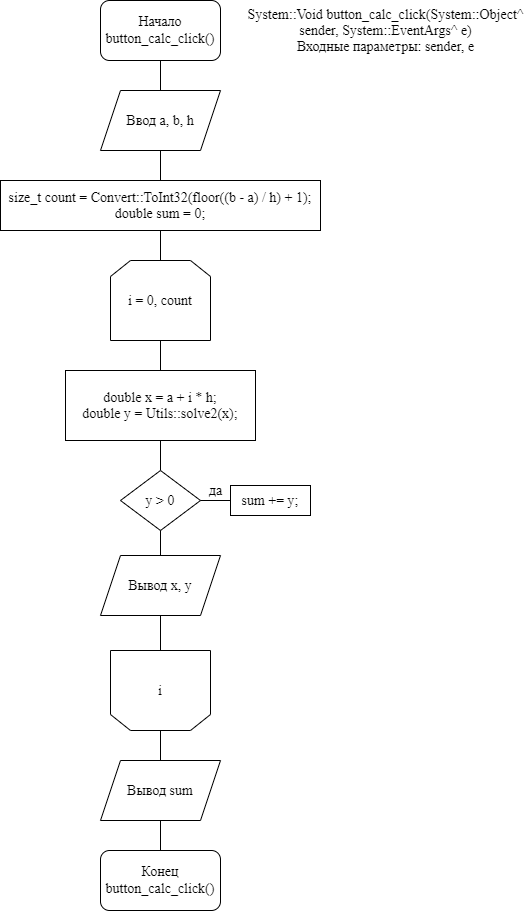 Начало
button_calc_click()
System::Void button_calc_click(System::Object^
sender, System::EventArgs^ e)
Входные параметры: sender, e
Ввод a, b, h
size_t count = Convert::ToInt32(floor((b - a) / h) + 1);
double sum = 0;
i = 0, count
double x = a + i * h;
double y = Utils::solve2(x);
y > 0
да
sum += y;
Вывод x, y
i
Вывод sum
Конец
button_calc_click()